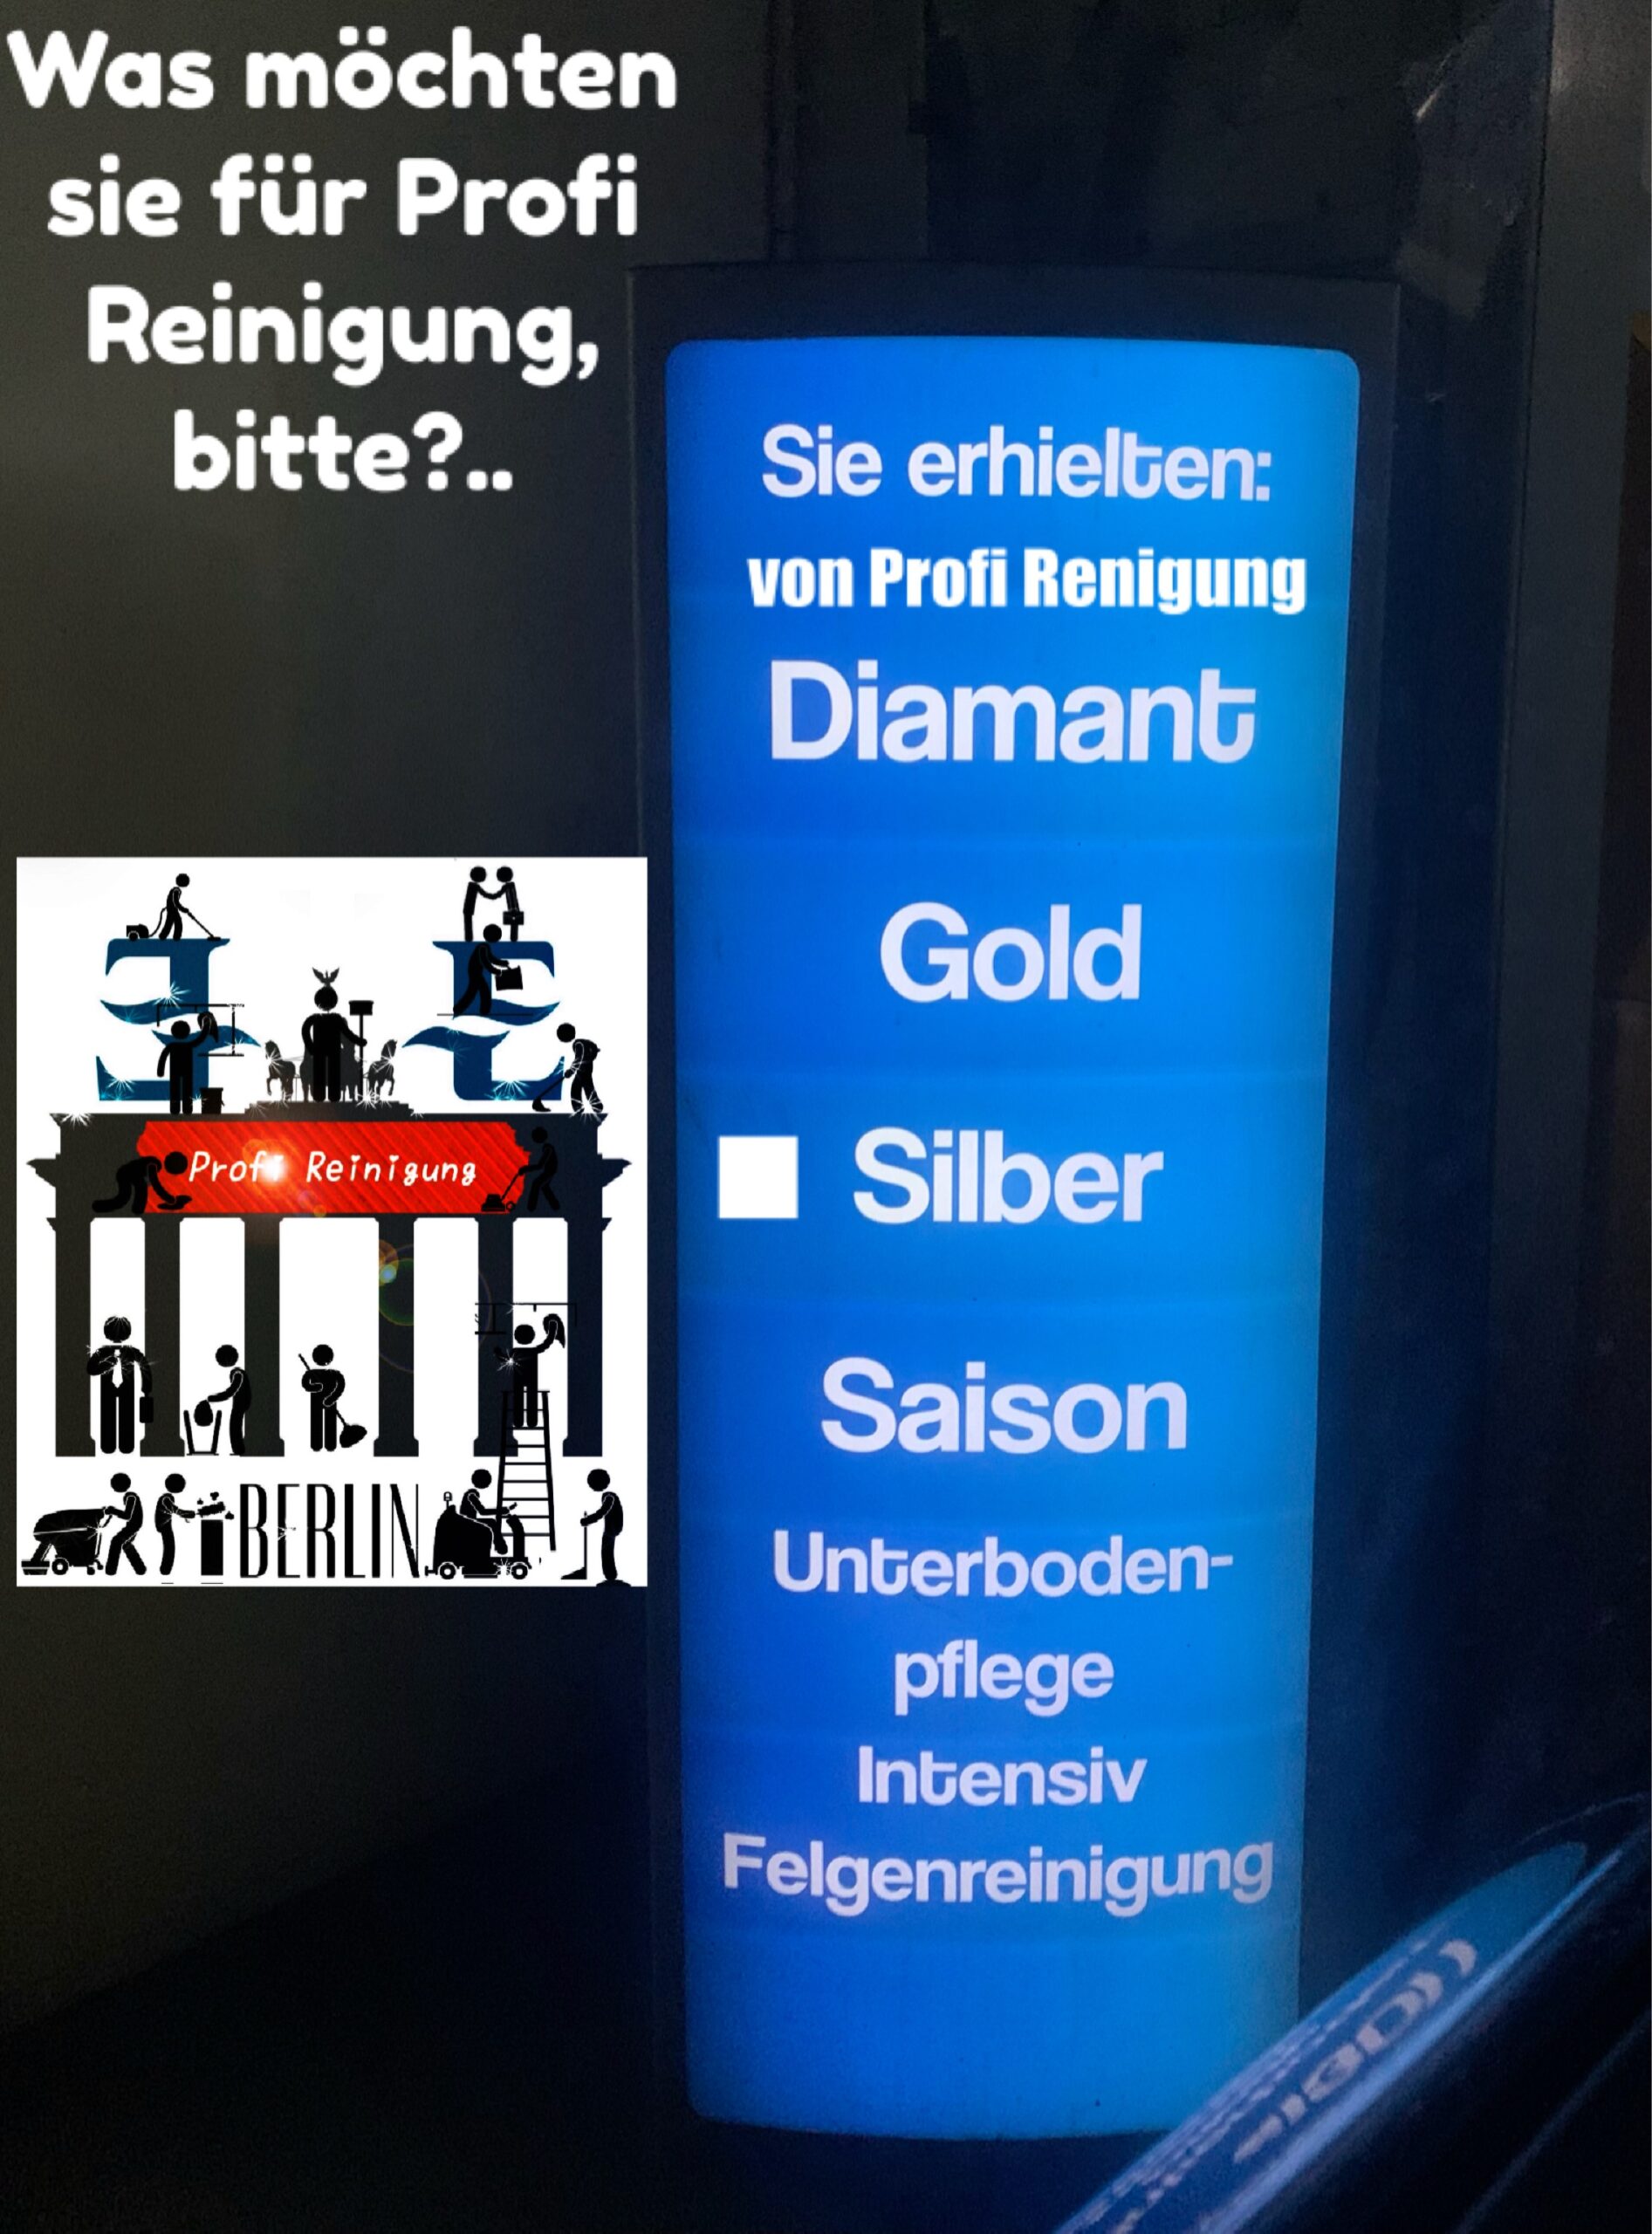 Was möchten
sie für Profi
Reinigung,
bitte?..
Sie erhielten:
von Profi Renigung
Diamant
Gold
Silber
Saison
Unterboden-
pflege
Intensiv
Felgenreinigung
Profi Reinigung
BERLIN